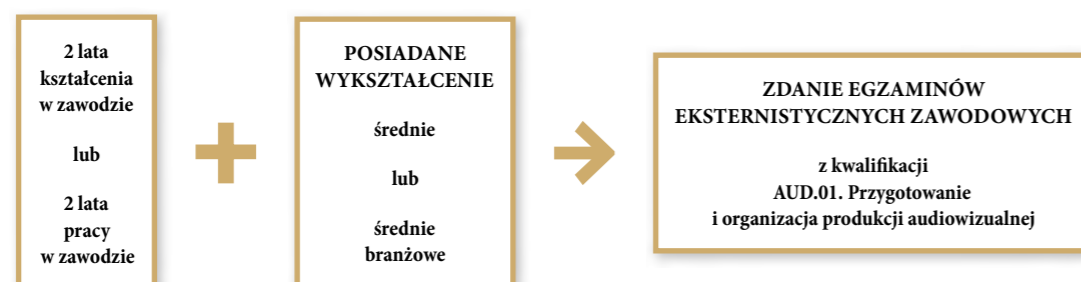 2 lata
kształcenia
w zawodzie
lub
2 lata
pracy
w zawodzie
POSIADANE
WYKSZTAŁCENIE
średnie
lub
średnie
branżowe
ZDANIE EGZAMINÓW
EKSTERNISTYCZNYCH ZAWODOWYCH
z kwalifikacji
AUD.01. Przygotowanie
i organizacja produkcji audiowizualnej